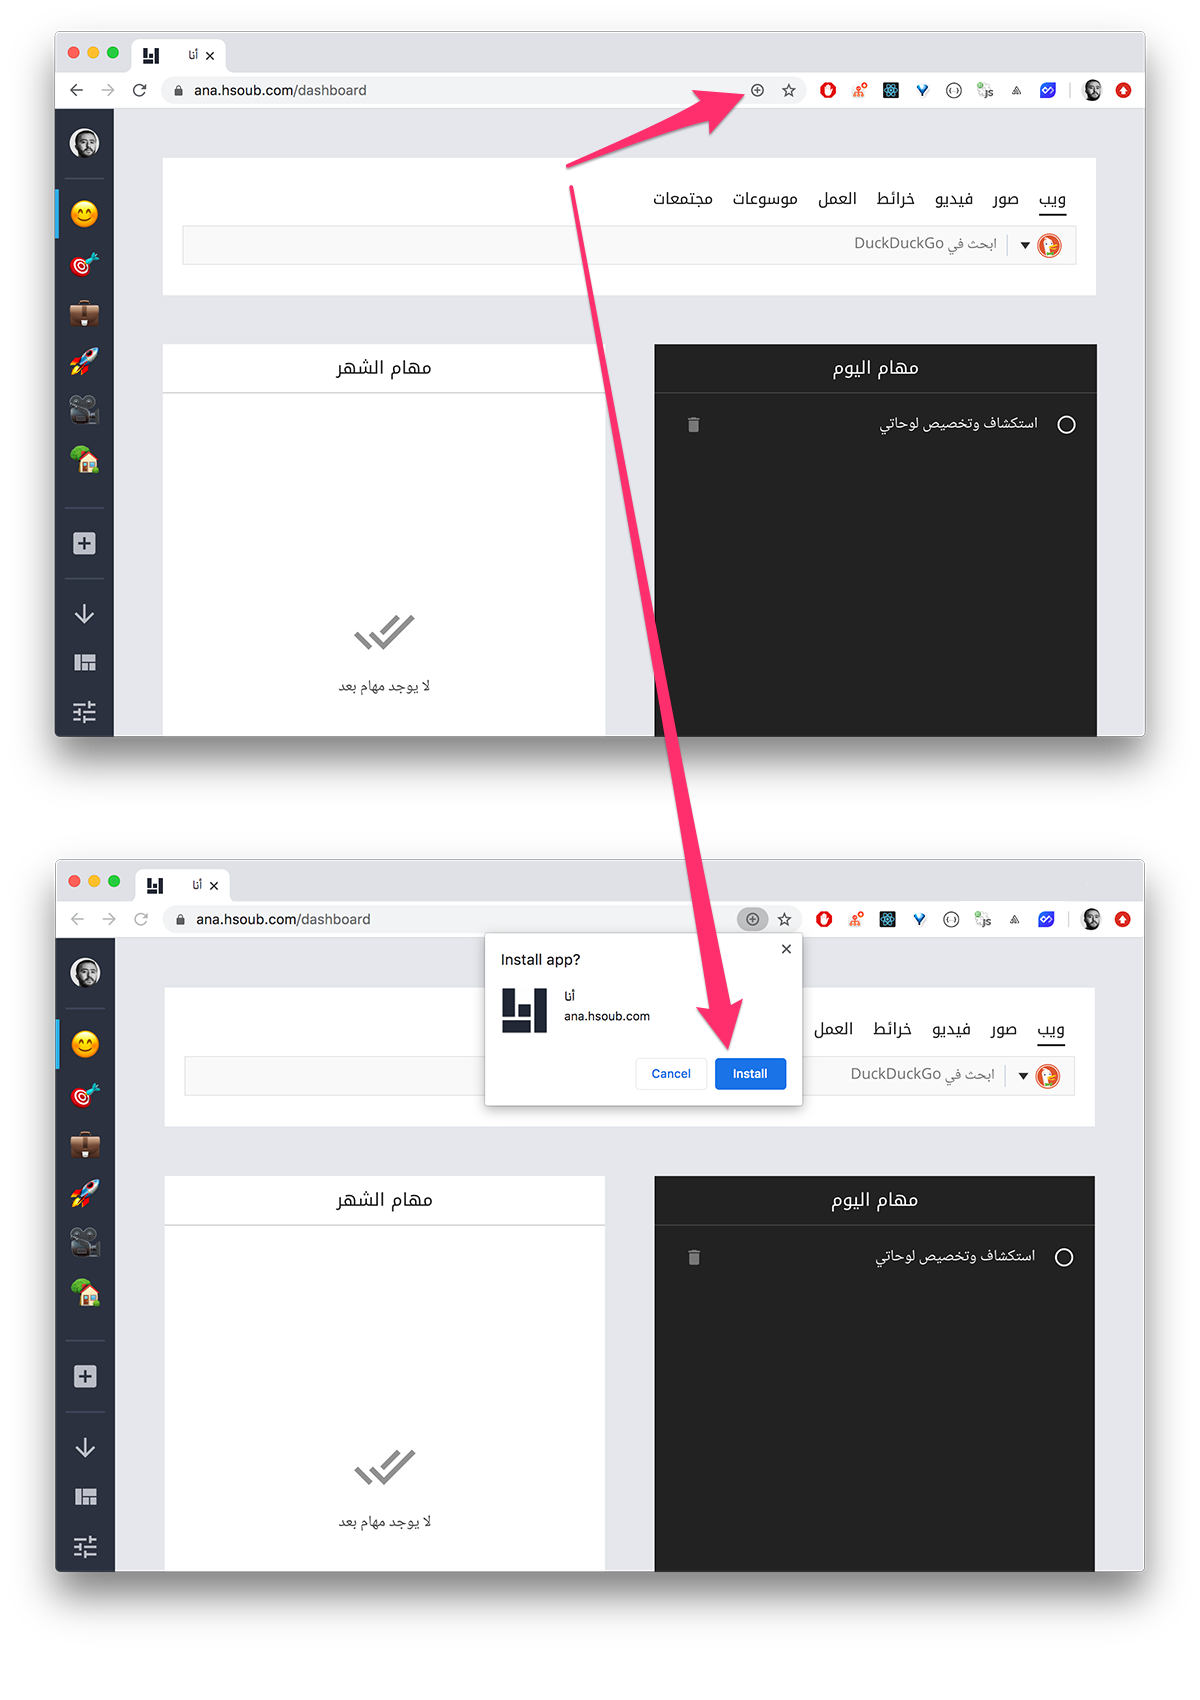 أنا
ana.hsoub.com/dashboard
ويب صور فيديو خرائط العمل موسوعات مجتمعات
ابحث في DuckDuckGo
مهام اليوم
استكشاف وتخصيص لوحاتي
مهام الشهر
لا يوجد مهام بعد
أنا
ana.hsoub.com/dashboard
Install app?
أنا
ana.hsoub.com
Cancel Install
ويب صور فيديو خرائط العمل
ابحث في DuckDuckGo
مهام اليوم
استكشاف وتخصيص لوحاتي
مهام الشهر
لا يوجد مهام بعد